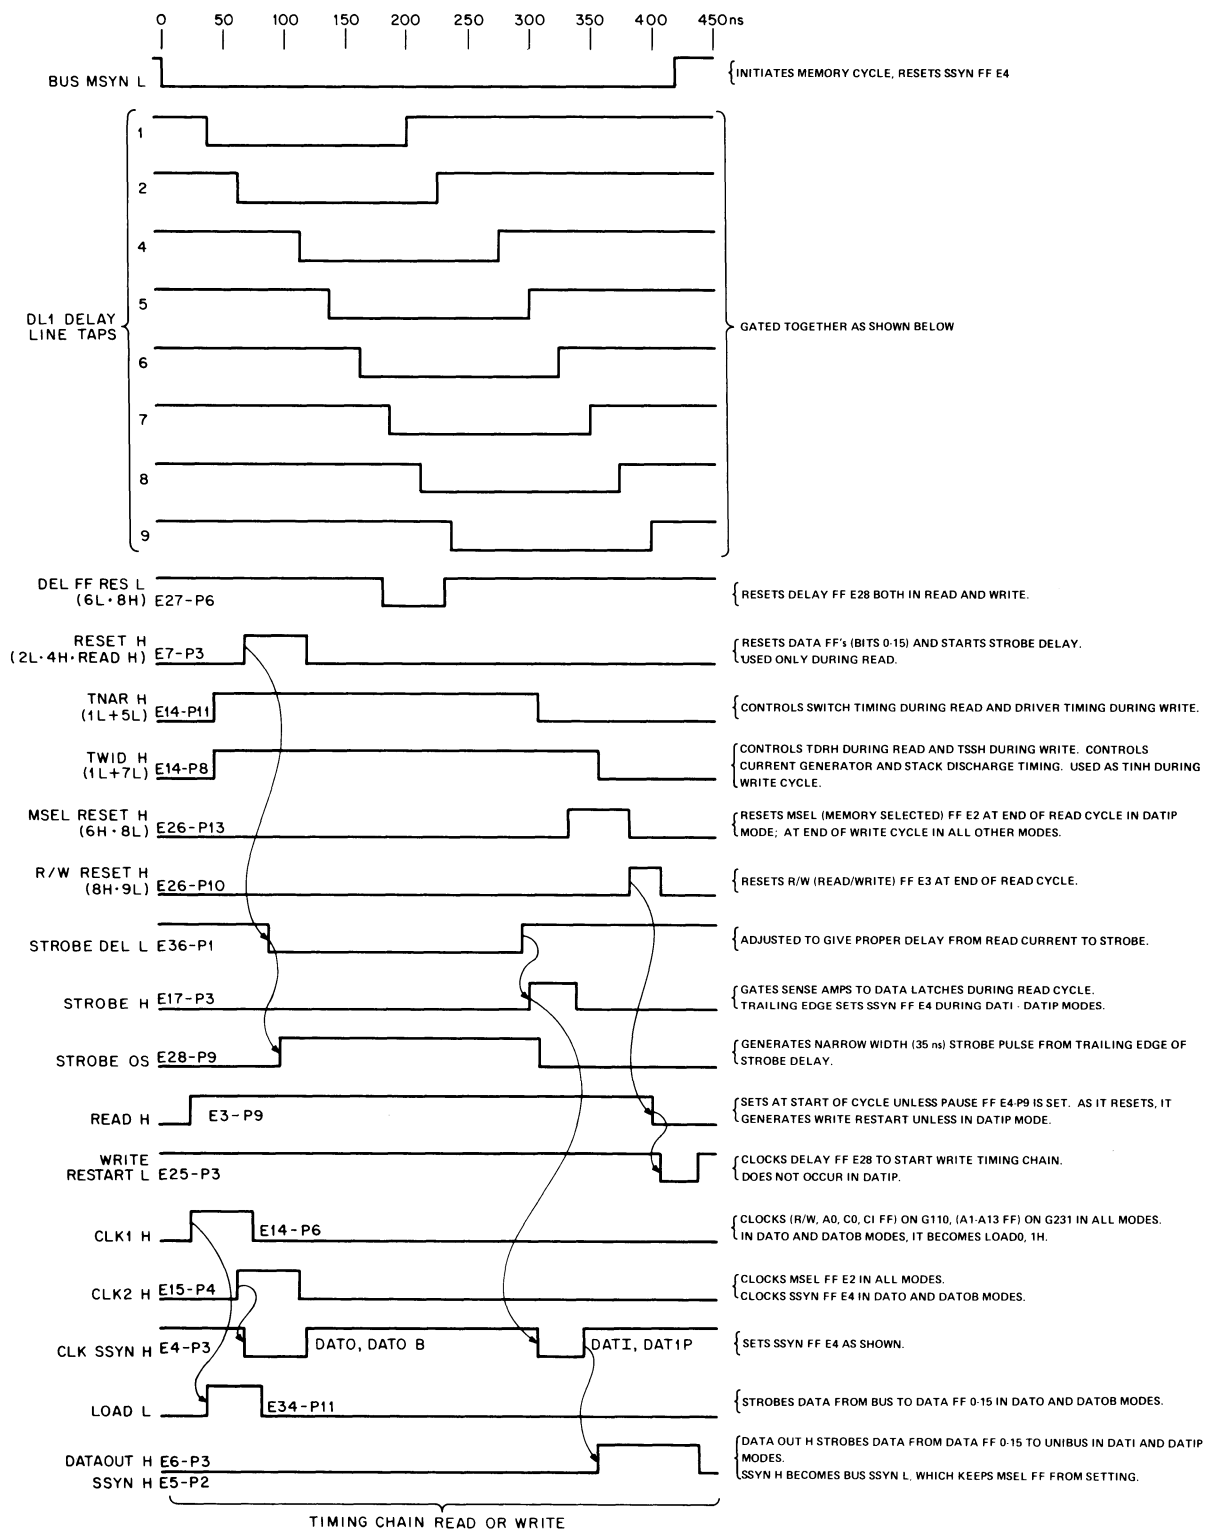 0 50 100 150 200 250 300 350 400 450ns
BUS MSYN L
INITIATES MEMORY CYCLE, RESETS SSYN FF E4
1
2
4
5
DL1 DELAY
LINE TAPS
GATED TOGETHER AS SHOWN BELOW
6
7
8
9
DEL FF RES L
(6L·8H) E27-P6
RESETS DELAY FF E28 BOTH IN READ AND WRITE.
RESET H
(2L·4H·READ H) E7-P3
RESETS DATA FF's (BITS 0-15) AND STARTS STROBE DELAY.
USED ONLY DURING READ.
TNAR H
(1L+5L) E14-P11
CONTROLS SWITCH TIMING DURING READ AND DRIVER TIMING DURING WRITE.
TWID H
(1L+7L) E14-P8
CONTROLS TDRH DURING READ AND TSSH DURING WRITE. CONTROLS
CURRENT GENERATOR AND STACK DISCHARGE TIMING. USED AS TINH DURING
WRITE CYCLE.
MSEL RESET H
(6H·8L) E26-P13
RESETS MSEL (MEMORY SELECTED) FF E2 AT END OF READ CYCLE IN DATIP
MODE; AT END OF WRITE CYCLE IN ALL OTHER MODES.
R/W RESET H
(8H·9L) E26-P10
RESETS R/W (READ/WRITE) FF E3 AT END OF READ CYCLE.
STROBE DEL L E36-P1
ADJUSTED TO GIVE PROPER DELAY FROM READ CURRENT TO STROBE.
STROBE H E17-P3
GATES SENSE AMPS TO DATA LATCHES DURING READ CYCLE.
TRAILING EDGE SETS SSYN FF E4 DURING DATI · DATIP MODES.
STROBE OS E28-P9
GENERATES NARROW WIDTH (35 ns) STROBE PULSE FROM TRAILING EDGE OF
STROBE DELAY.
READ H E3-P9
SETS AT START OF CYCLE UNLESS PAUSE FF E4-P9 IS SET. AS IT RESETS, IT
GENERATES WRITE RESTART UNLESS IN DATIP MODE.
WRITE
RESTART L E25-P3
CLOCKS DELAY FF E28 TO START WRITE TIMING CHAIN.
DOES NOT OCCUR IN DATIP.
CLK1 H E14-P6
CLOCKS (R/W, A0, C0, CI FF) ON G110, (A1-A13 FF) ON G231 IN ALL MODES.
IN DATO AND DATOB MODES, IT BECOMES LOAD0, 1H.
CLK2 H E15-P4
CLOCKS MSEL FF E2 IN ALL MODES.
CLOCKS SSYN FF E4 IN DATO AND DATOB MODES.
CLK SSYN H E4-P3 DATO, DATO B DATI, DAT1P
SETS SSYN FF E4 AS SHOWN.
LOAD L E34-P11
STROBES DATA FROM BUS TO DATA FF 0-15 IN DATO AND DATOB MODES.
DATAOUT H E6-P3
SSYN H E5-P2
DATA OUT H STROBES DATA FROM DATA FF 0-15 TO UNIBUS IN DATI AND DATIP
MODES.
SSYN H BECOMES BUS SSYN L, WHICH KEEPS MSEL FF FROM SETTING.
TIMING CHAIN READ OR WRITE